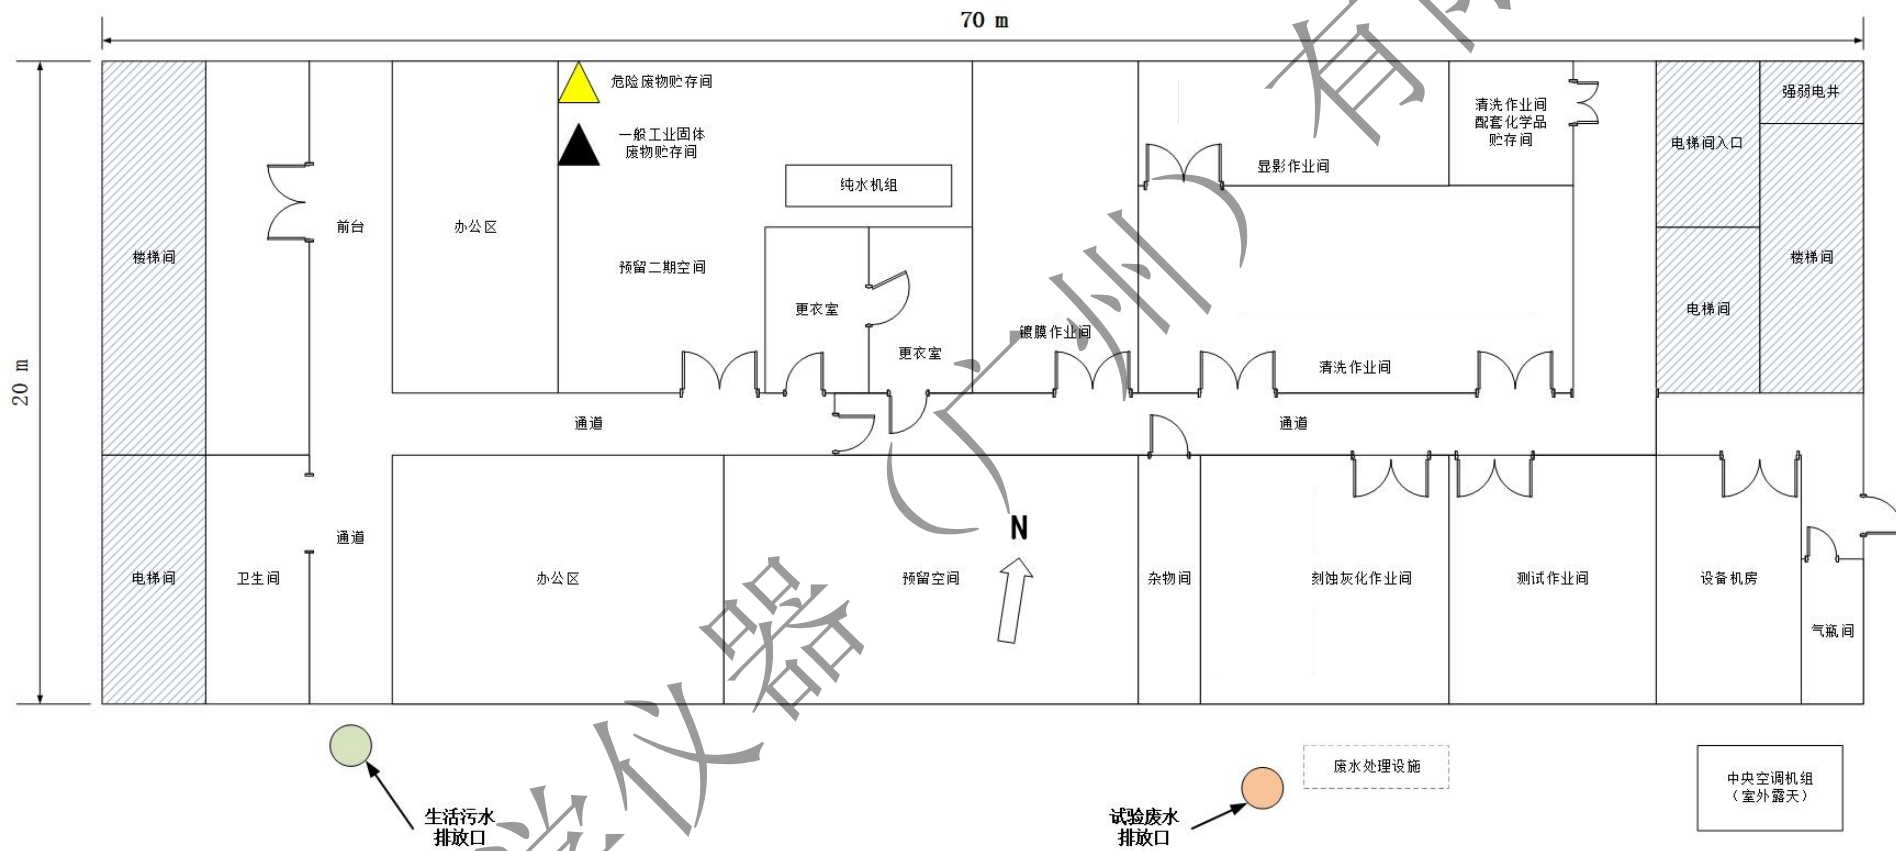 70 m
20 m
危险废物贮存间
一般工业固体
废物贮存间
纯水机组
前台
办公区
楼梯间
预留二期空间
更衣室
更衣室
镀膜作业间
显影作业间
清洗作业间
配套化学品
贮存间
清洗作业间
电梯间入口
强弱电井
电梯间
楼梯间
通道
通道
通道
电梯间
卫生间
办公区
预留空间
N
杂物间
刻蚀灰化作业间
测试作业间
设备机房
气瓶间
生活污水
排放口
试验废水
排放口
废水处理设施
中央空调机组
（室外露天）
仪器（广州）有